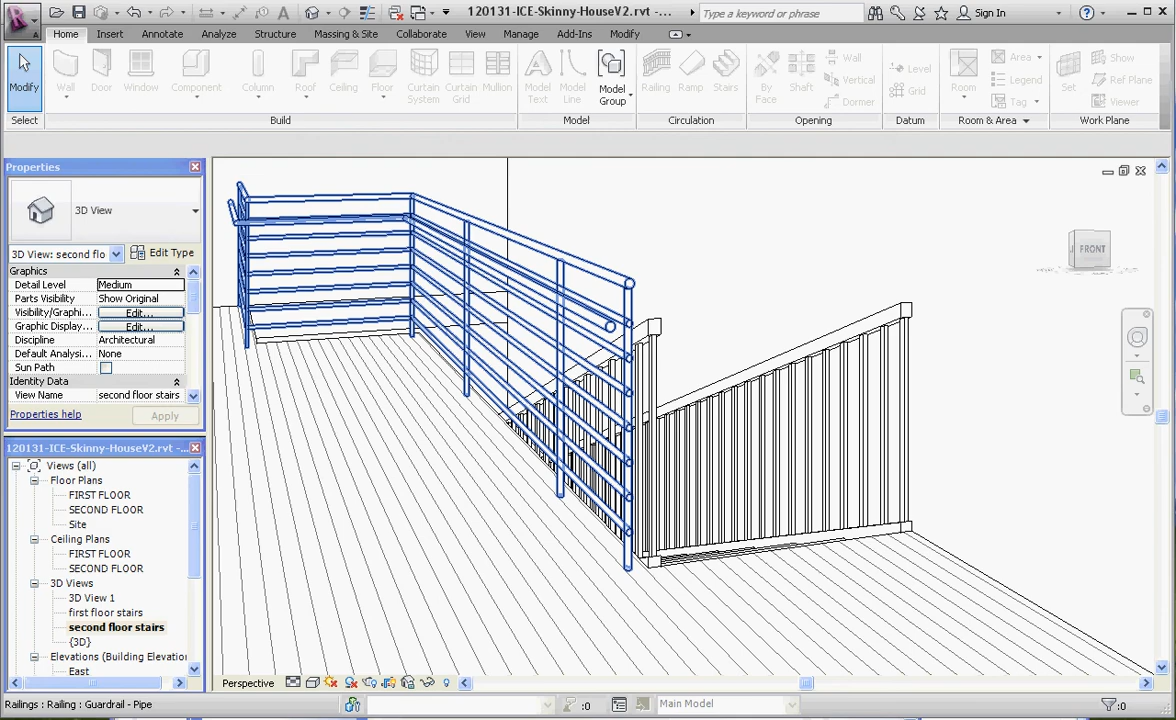 120131-ICE-Skinny-HouseV2.rvt -...
Type a keyword or phrase
Sign In
Home Insert Annotate Analyze Structure Massing & Site Collaborate View Manage Add-Ins Modify
Modify
Wall
Door
Window
Component
Column
Roof
Ceiling
Floor
Curtain System
Curtain Grid
Mullion
Model Text
Model Line
Model Group
Railing
Ramp
Stairs
By Face
Shaft
Wall
Vertical
Dormer
Level
Grid
Room
Area
Legend
Tag
Set
Show
Ref Plane
Viewer
Select
Build
Model
Circulation
Opening
Datum
Room & Area
Work Plane
Properties
3D View
3D View: second flo
Edit Type
Graphics
Detail Level Medium
Parts Visibility Show Original
Visibility/Graphi... Edit...
Graphic Display... Edit...
Discipline Architectural
Default Analysi... None
Sun Path
Identity Data
View Name second floor stairs
Properties help
Apply
120131-ICE-Skinny-HouseV2.rvt -...
Views (all)
Floor Plans
FIRST FLOOR
SECOND FLOOR
Site
Ceiling Plans
FIRST FLOOR
SECOND FLOOR
3D Views
3D View 1
first floor stairs
second floor stairs
{3D}
Elevations (Building Elevation
East
FRONT
Perspective
Railings : Railing : Guardrail - Pipe
:0
Main Model
:0